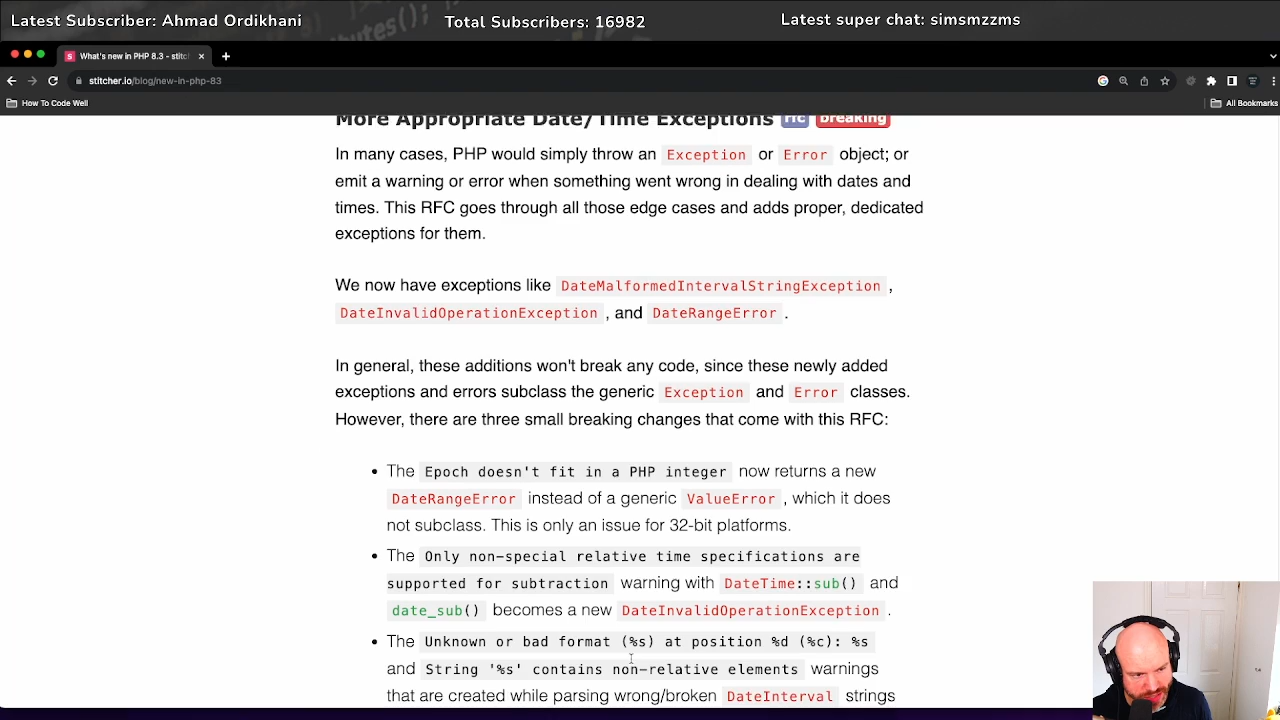 Latest Subscriber: Ahmad Ordikhani
Total Subscribers: 16982
Latest super chat: simsmzzms
What's new in PHP 8.3 - stitc
stitcher.io/blog/new-in-php-83
How To Code Well
All Bookmarks
More Appropriate Date/Time Exceptions rfc breaking
In many cases, PHP would simply throw an Exception or Error object; or
emit a warning or error when something went wrong in dealing with dates and
times. This RFC goes through all those edge cases and adds proper, dedicated
exceptions for them.
We now have exceptions like DateMalformedIntervalStringException,
DateInvalidOperationException, and DateRangeError.
In general, these additions won't break any code, since these newly added
exceptions and errors subclass the generic Exception and Error classes.
However, there are three small breaking changes that come with this RFC:
• The Epoch doesn't fit in a PHP integer now returns a new
DateRangeError instead of a generic ValueError, which it does
not subclass. This is only an issue for 32-bit platforms.
• The Only non-special relative time specifications are
supported for subtraction warning with DateTime::sub() and
date_sub() becomes a new DateInvalidOperationException.
• The Unknown or bad format (%s) at position %d (%c): %s
and String '%s' contains non-relative elements warnings
that are created while parsing wrong/broken DateInterval strings